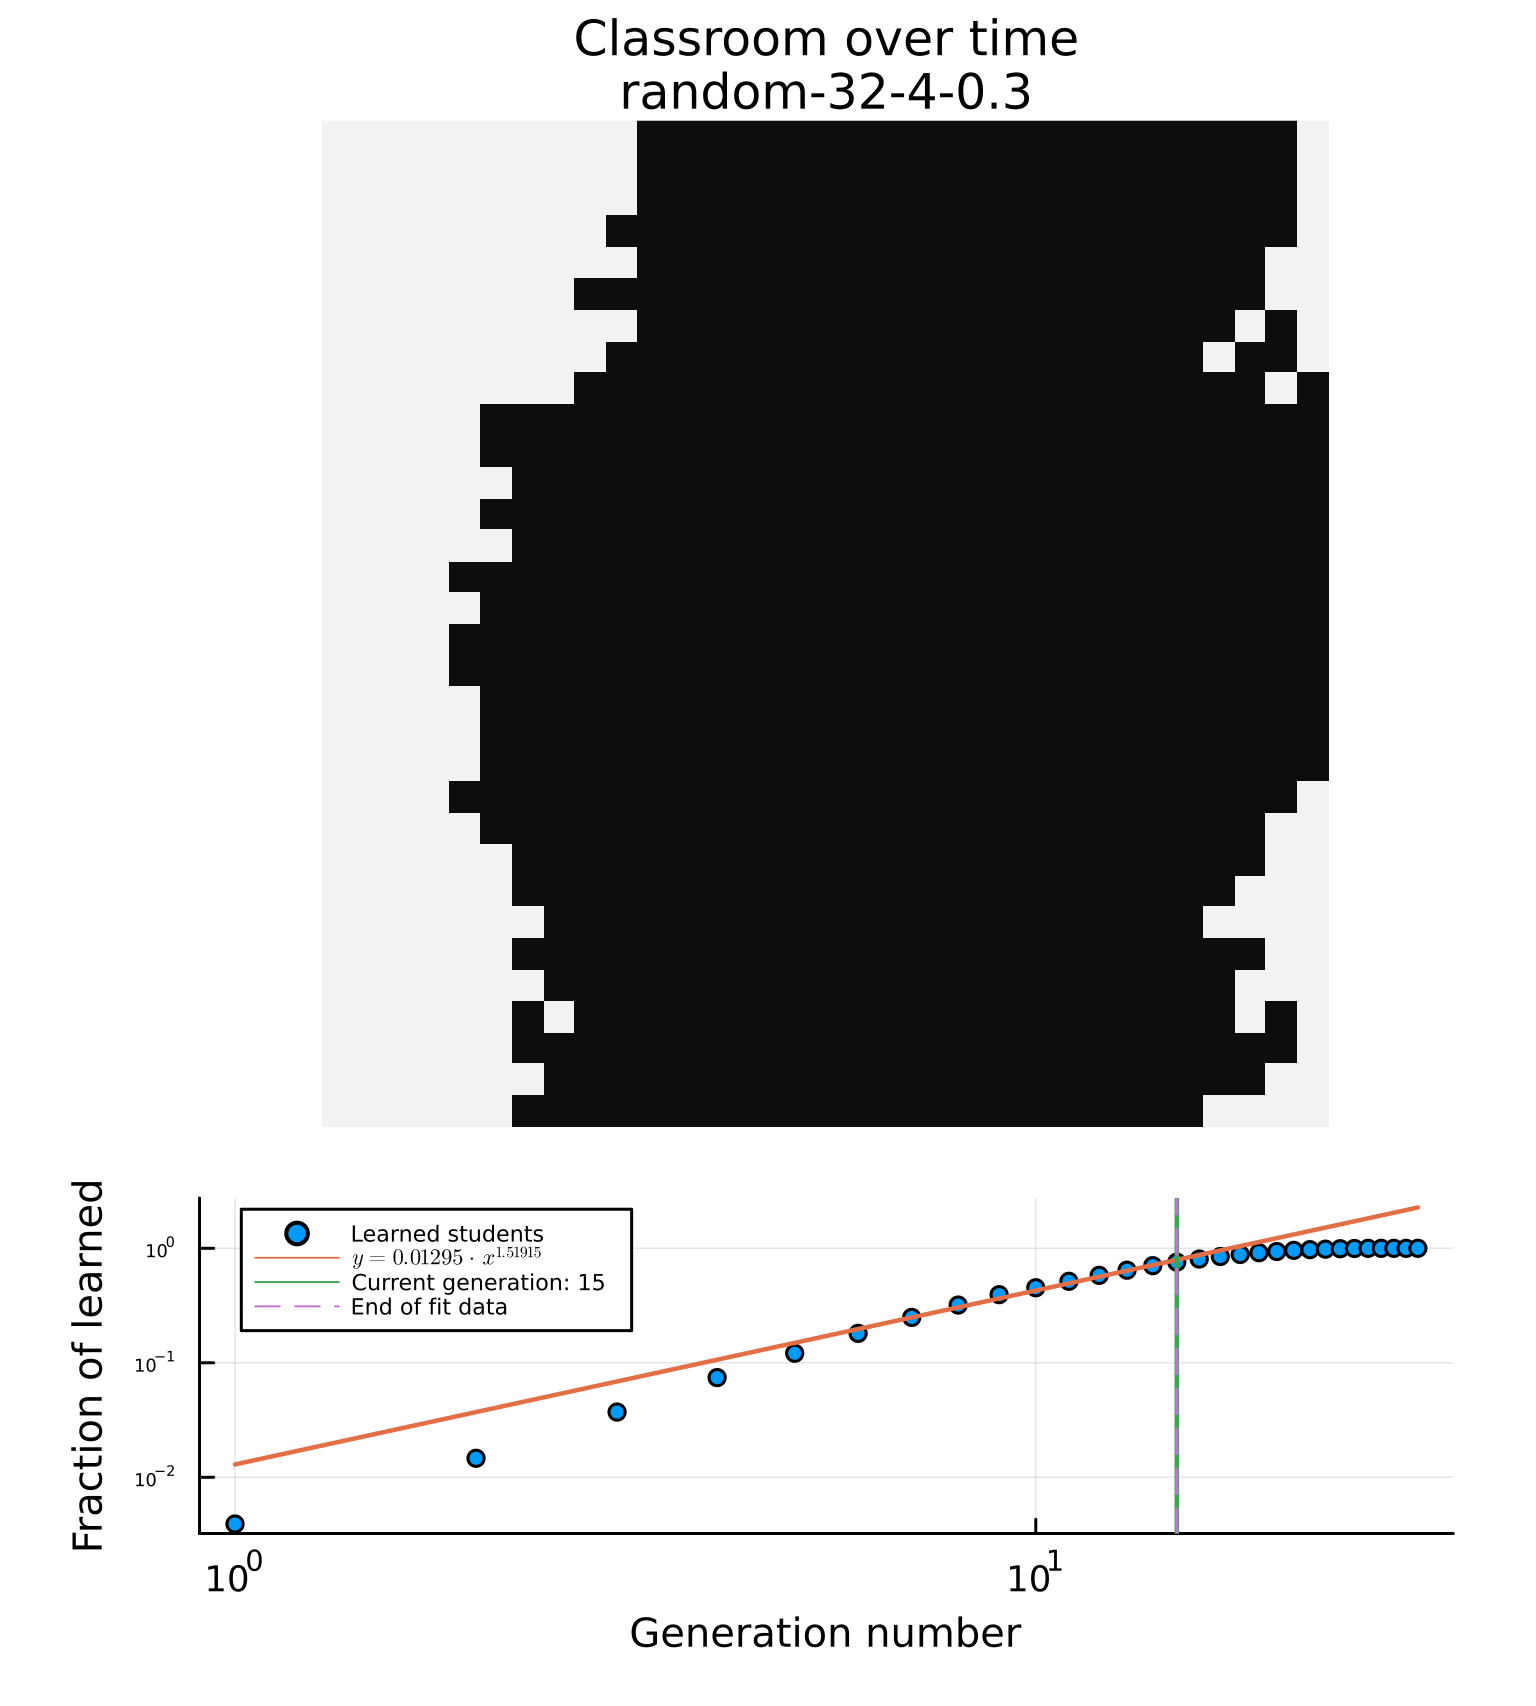 Classroom over time
random-32-4-0.3
Fraction of learned
Learned students
y = 0.01295 · x^1.51915
Current generation: 15
End of fit data
10^0
10^-1
10^-2
10^0
10^1
Generation number